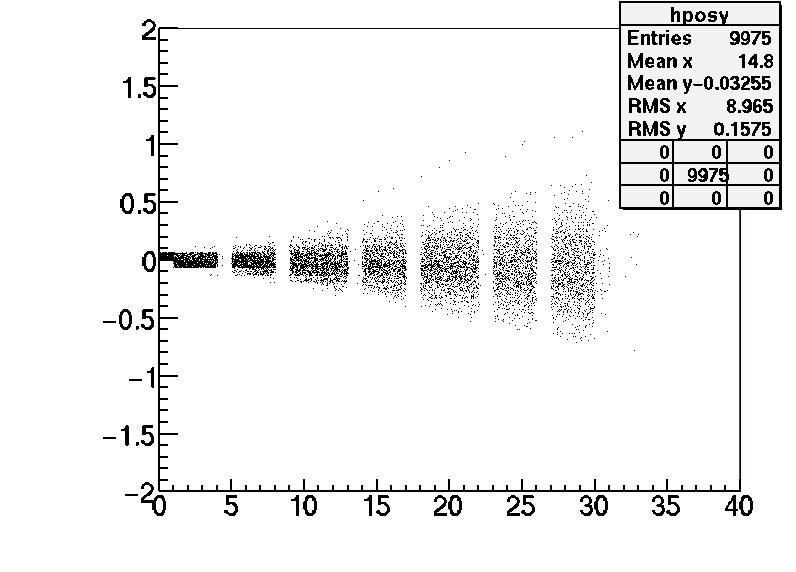 hposy
Entries 9975
Mean x 14.8
Mean y -0.03255
RMS x 8.965
RMS y 0.1575
0 0 0
0 9975 0
0 0 0
2
1.5
1
0.5
0
−0.5
−1
−1.5
−2
0 5 10 15 20 25 30 35 40